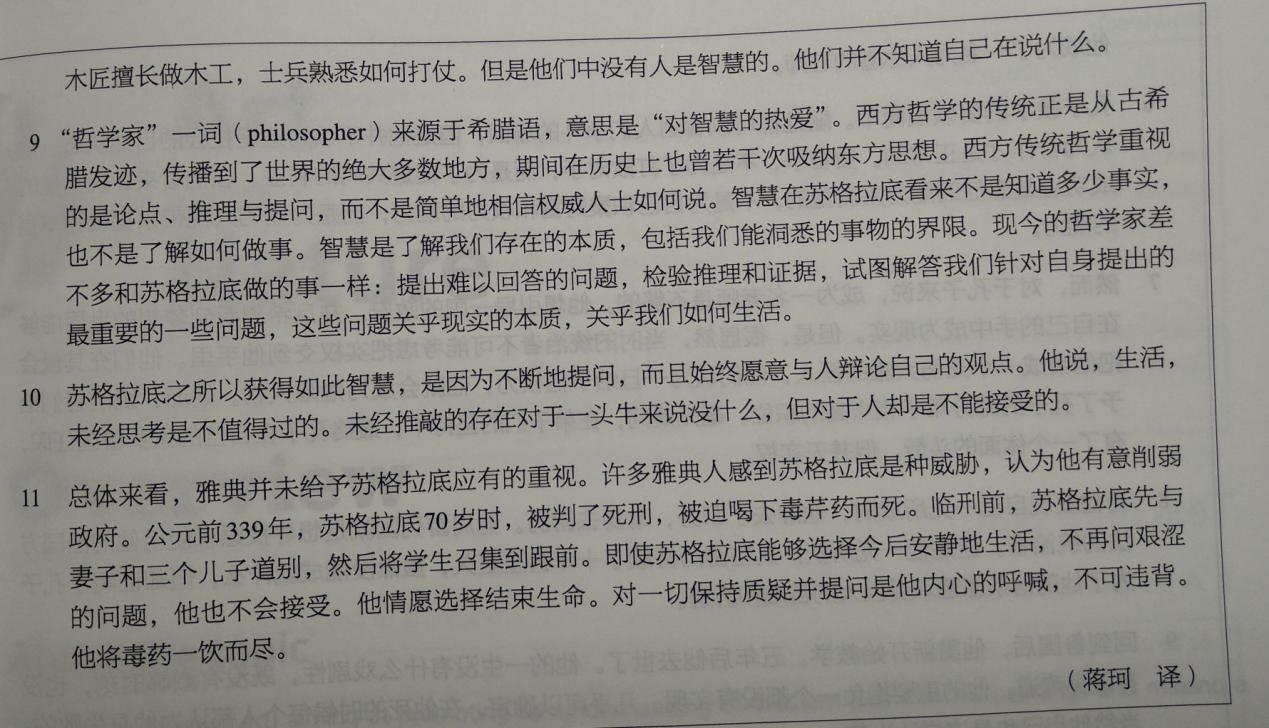 木匠擅长做木工，士兵熟悉如何打仗。但是他们中没有人是智慧的。他们并不知道自己在说什么。
9 “哲学家”一词（philosopher）来源于希腊语，意思是“对智慧的热爱”。西方哲学的传统正是从古希
腊发迹，传播到了世界的绝大多数地方，期间在历史上也曾若干次吸纳东方思想。西方传统哲学重视
的是论点、推理与提问，而不是简单地相信权威人士如何说。智慧在苏格拉底看来不是知道多少事实，
也不是了解如何做事。智慧是了解我们存在的本质，包括我们能洞悉的事物的界限。现今的哲学家差
不多和苏格拉底做的事一样：提出难以回答的问题，检验推理和证据，试图解答我们针对自身提出的
最重要的一些问题，这些问题关乎现实的本质，关乎我们如何生活。
10 苏格拉底之所以获得如此智慧，是因为不断地提问，而且始终愿意与人辩论自己的观点。他说，生活，
未经思考是不值得过的。未经推敲的存在对于一头牛来说没什么，但对于人却是不能接受的。
11 总体来看，雅典并未给予苏格拉底应有的重视。许多雅典人感到苏格拉底是种威胁，认为他有意削弱
政府。公元前339年，苏格拉底70岁时，被判了死刑，被迫喝下毒芹药而死。临刑前，苏格拉底先与
妻子和三个儿子道别，然后将学生召集到跟前。即使苏格拉底能够选择今后安静地生活，不再问艰涩
的问题，他也不会接受。他情愿选择结束生命。对一切保持质疑并提问是他内心的呼喊，不可违背。
他将毒药一饮而尽。
（蒋珂　译）